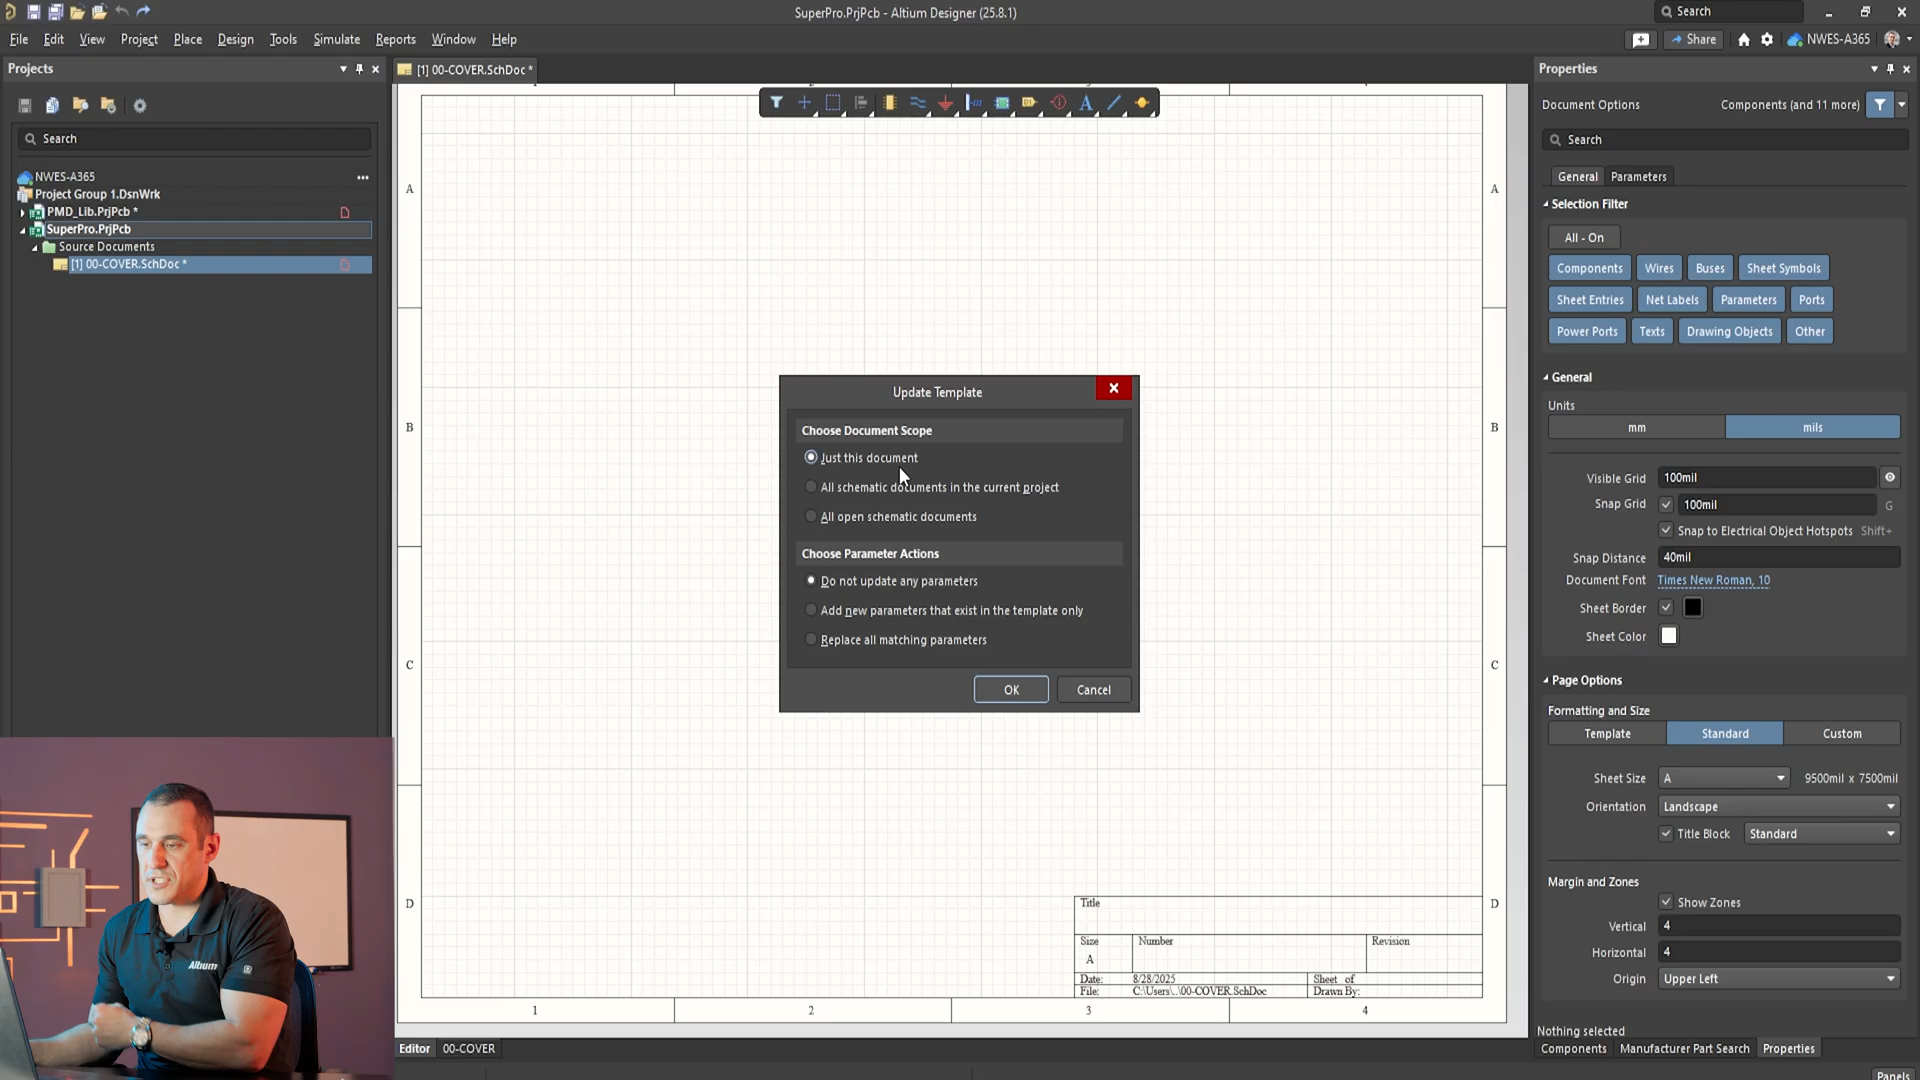 SuperPro.PrjPcb - Altium Designer (25.8.1)
Search
File Edit View Project Place Design Tools Simulate Reports Window Help
Share
NWES-A365
Projects
[1] 00-COVER.SchDoc *
Properties
Document Options
Components (and 11 more)
Search
Search
General Parameters
NWES-A365
Project Group 1.DsnWrk
PMD_Lib.PrjPcb *
SuperPro.PrjPcb
Source Documents
[1] 00-COVER.SchDoc *
Selection Filter
All - On
Components Wires Buses Sheet Symbols
Sheet Entries Net Labels Parameters Ports
Power Ports Texts Drawing Objects Other
General
Units
mm mils
Visible Grid 100mil
Snap Grid 100mil G
Snap to Electrical Object Hotspots Shift+
Snap Distance 40mil
Document Font Times New Roman, 10
Sheet Border
Sheet Color
Page Options
Formatting and Size
Template Standard Custom
Sheet Size A 9500mil x 7500mil
Orientation Landscape
Title Block Standard
Margin and Zones
Show Zones
Vertical 4
Horizontal 4
Origin Upper Left
Nothing selected
Components Manufacturer Part Search Properties
Panels
Update Template
Choose Document Scope
Just this document
All schematic documents in the current project
All open schematic documents
Choose Parameter Actions
Do not update any parameters
Add new parameters that exist in the template only
Replace all matching parameters
OK Cancel
A A
B B
C C
D D
Title
Size Number Revision
A
Date: 8/28/2025 Sheet of
File: C:\Users\..\00-COVER.SchDoc Drawn By:
1 2 3 4
Editor 00-COVER
Altium